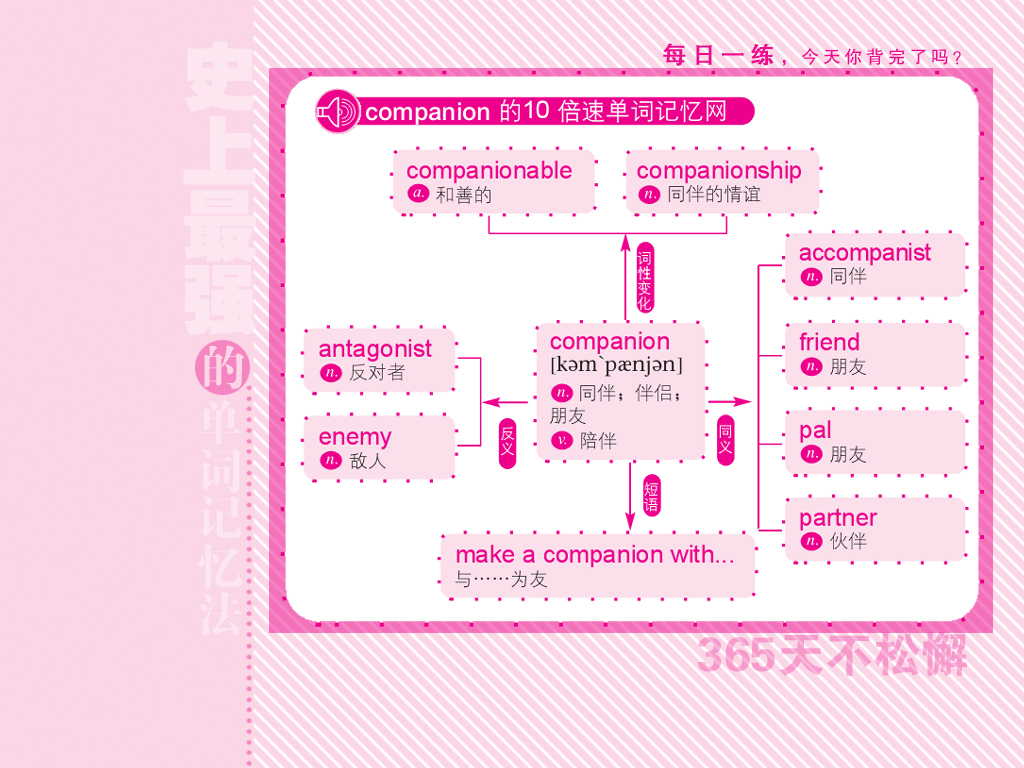 每日一练，今天你背完了吗?
史上最强的单词记忆法
companion 的10 倍速单词记忆网
companionable
a. 和善的
companionship
n. 同伴的情谊
词性变化
accompanist
n. 同伴
friend
n. 朋友
pal
n. 朋友
partner
n. 伙伴
同义
companion
[kəm`pænjən]
n. 同伴；伴侣；
朋友
v. 陪伴
antagonist
n. 反对者
enemy
n. 敌人
反义
短语
make a companion with...
与……为友
365天不松懈